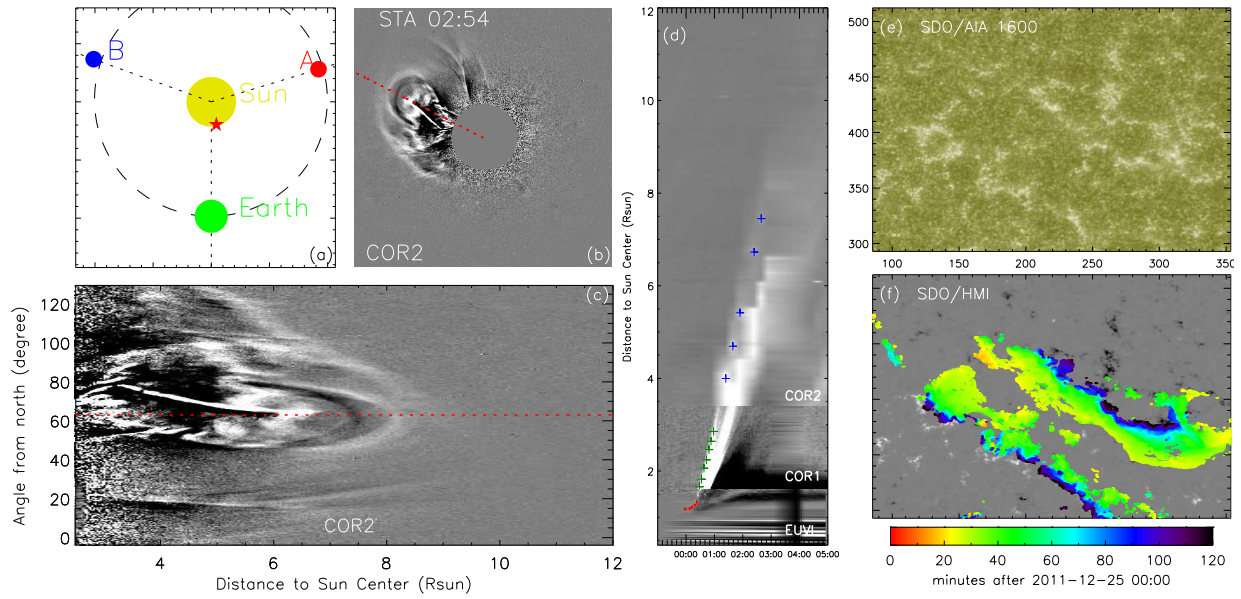 B
A
Sun
Earth
(a)
4 6 8
STA 02:54
COR2
(b)
(c)
Angle from north (degree)
120
100
80
60
40
20
0
COR2
4 6 8 10 12
Distance to Sun Center (Rsun)
(d)
Distance to Sun Center (Rsun)
12
10
8
6
4
2
COR2
COR1
EUVI
00:00 01:00 02:00 03:00 04:00 05:00
(e) SDO/AIA 1600
500
450
400
350
300
100 150 200 250 300 350
(f) SDO/HMI
0 20 40 60 80 100 120
minutes after 2011-12-25 00:00